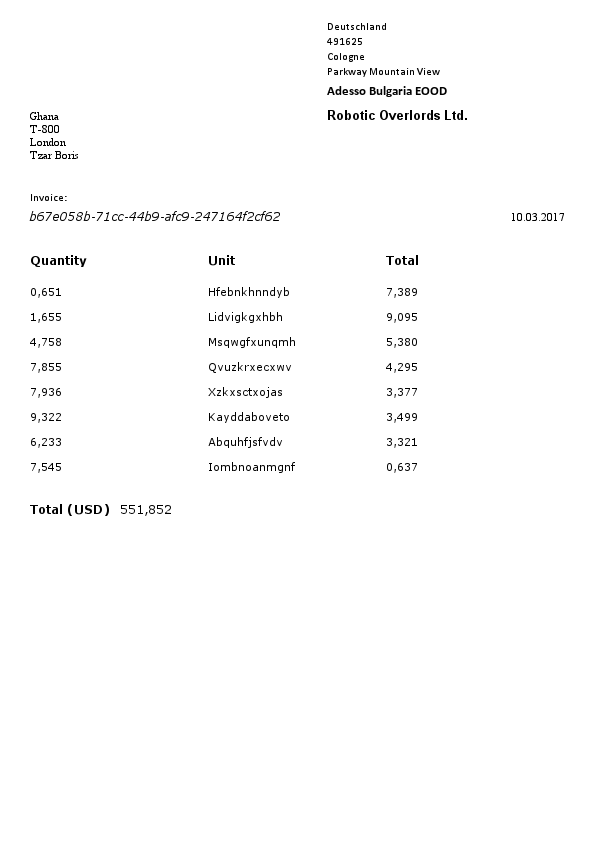 Deutschland
491625
Cologne
Parkway Mountain View
Adesso Bulgaria EOOD
Robotic Overlords Ltd.
Ghana
T-800
London
Tzar Boris
Invoice:
b67e058b-71cc-44b9-afc9-247164f2cf62 10.03.2017
Quantity Unit Total
0,651 Hfebnkhnndyb 7,389
1,655 Lidvigkgxhbh 9,095
4,758 Msqwgfxunqmh 5,380
7,855 Qvuzkrxecxwv 4,295
7,936 Xzkxsctxojas 3,377
9,322 Kayddaboveto 3,499
6,233 Abquhfjsfvdv 3,321
7,545 Iombnoanmgnf 0,637
Total (USD) 551,852